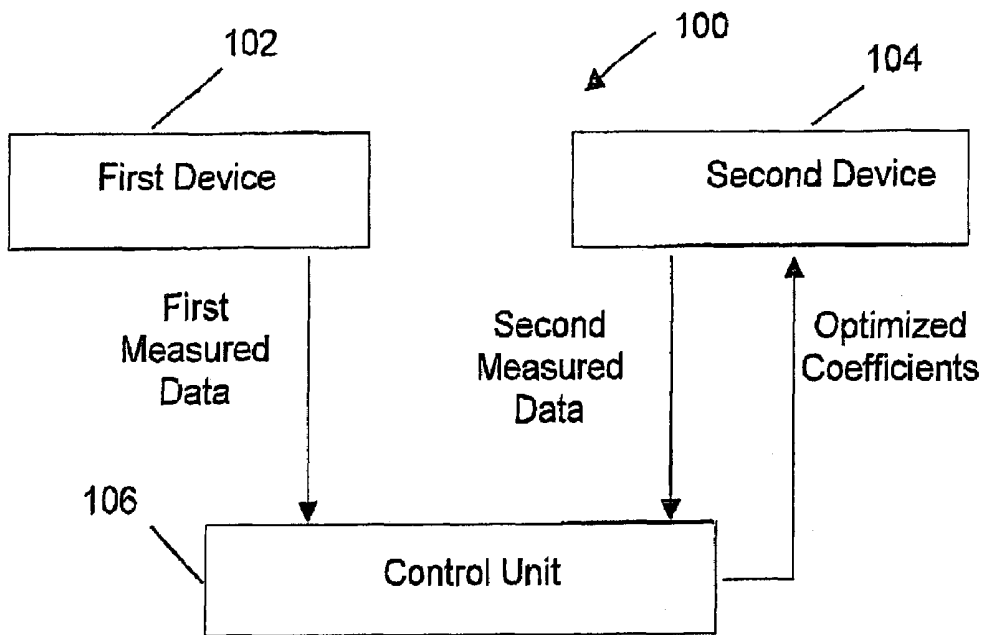 100
102
104
First Device
Second Device
First
Measured
Data
Second
Measured
Data
Optimized
Coefficients
106
Control Unit